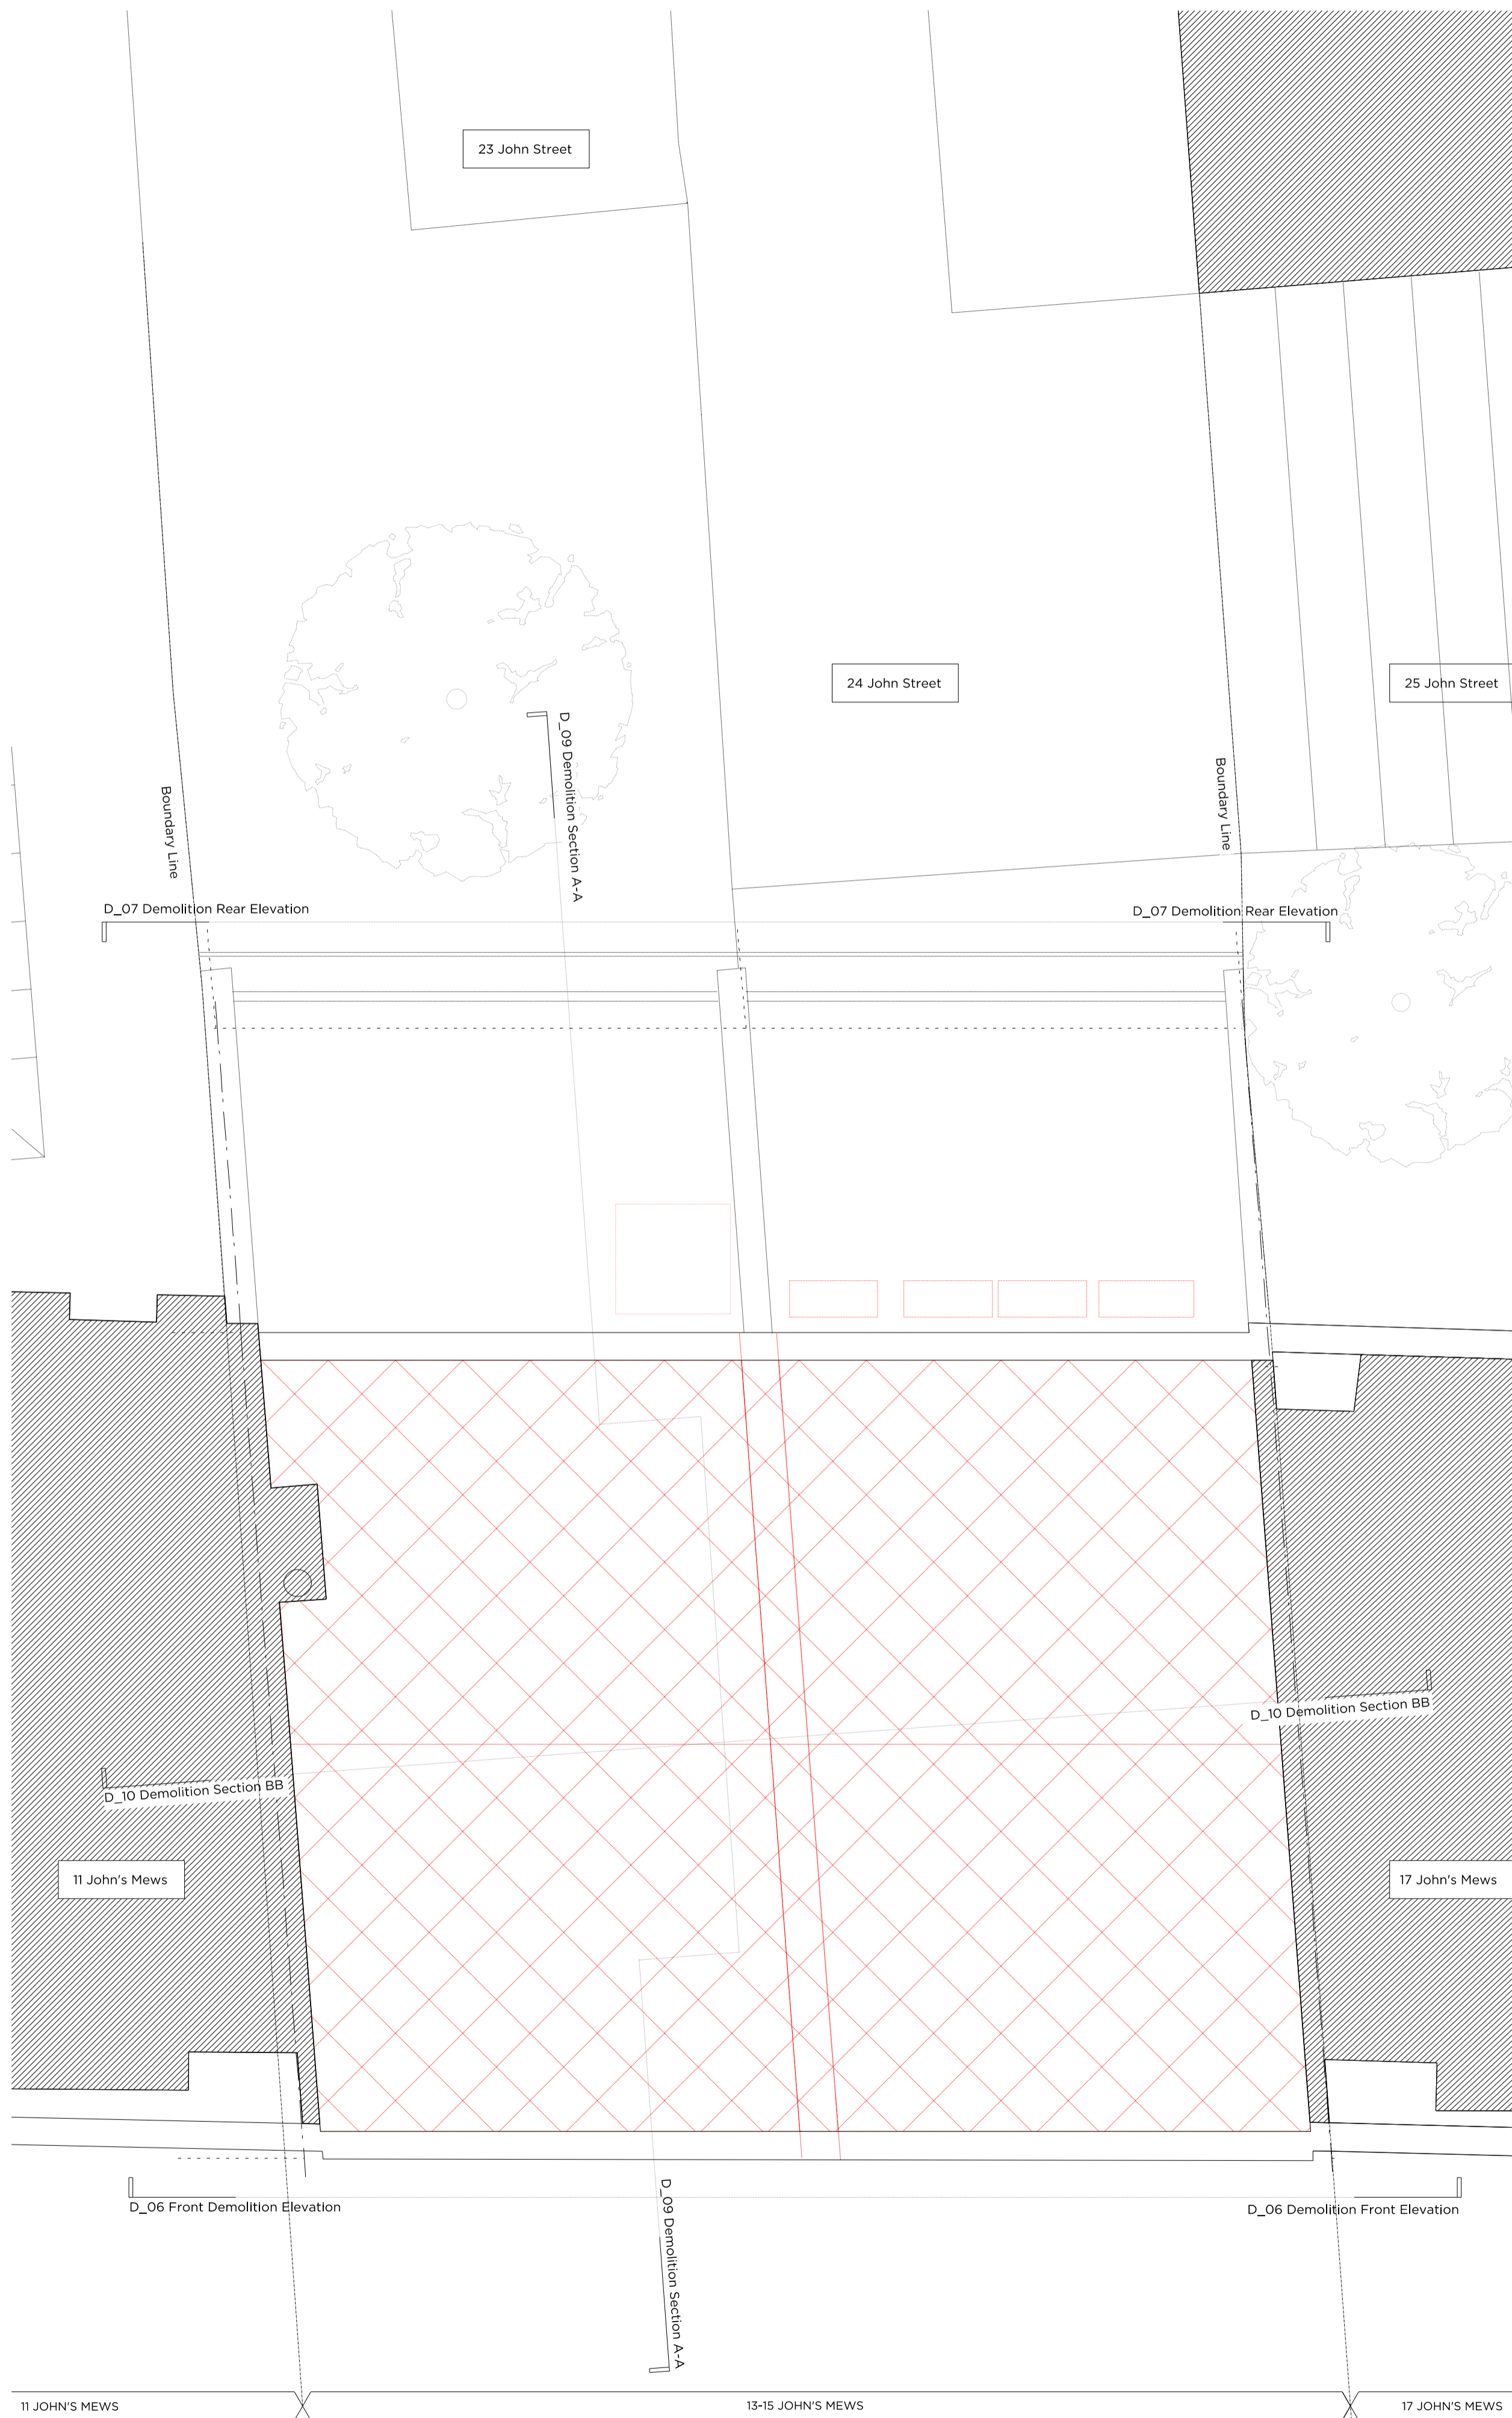 23 John Street
24 John Street
25 John Street
D_09 Demolition Section A-A
Boundary Line
Boundary Line
D_07 Demolition Rear Elevation
D_07 Demolition Rear Elevation
D_10 Demolition Section BB
D_10 Demolition Section BB
11 John's Mews
17 John's Mews
D_06 Front Demolition Elevation
D_06 Demolition Front Elevation
D_09 Demolition Section A-A
11 JOHN'S MEWS
13-15 JOHN'S MEWS
17 JOHN'S MEWS